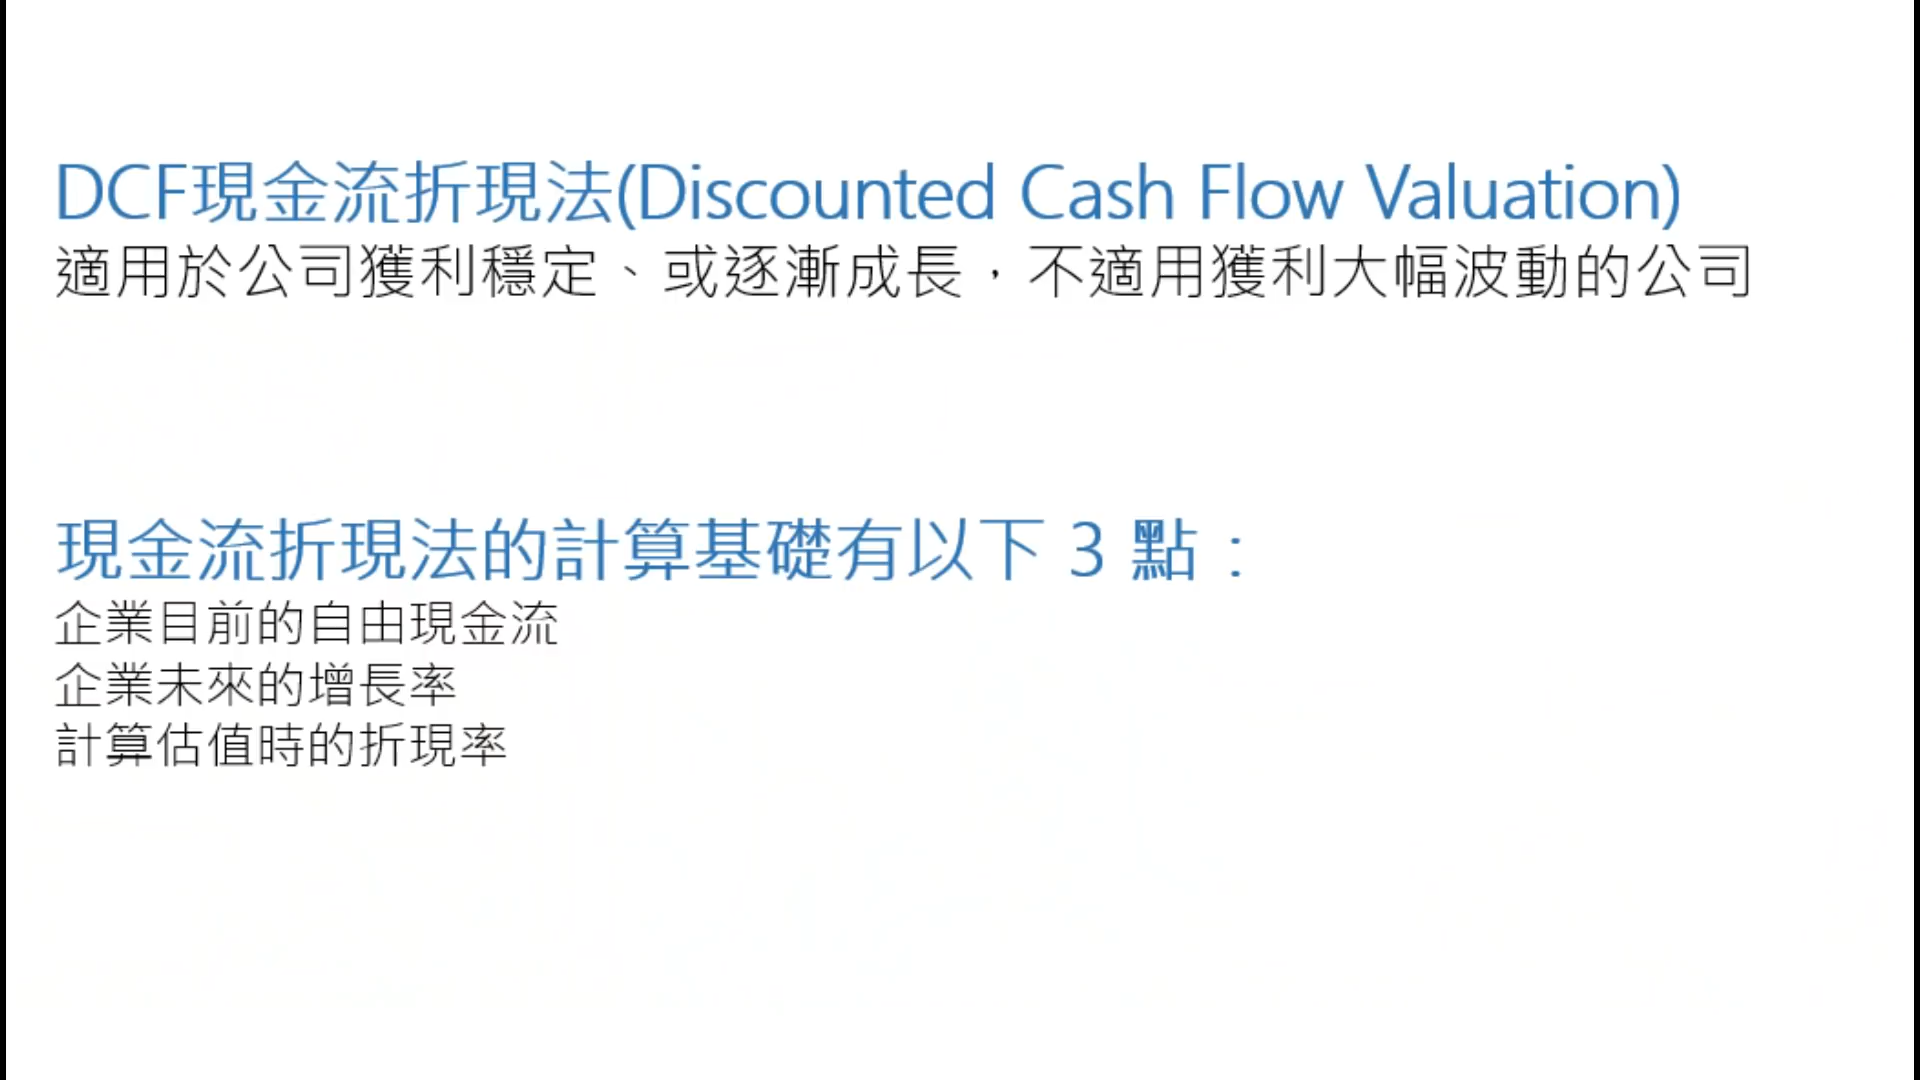 DCF現金流折現法(Discounted Cash Flow Valuation)
適用於公司獲利穩定、或逐漸成長，不適用獲利大幅波動的公司
現金流折現法的計算基礎有以下 3 點：
企業目前的自由現金流
企業未來的增長率
計算估值時的折現率